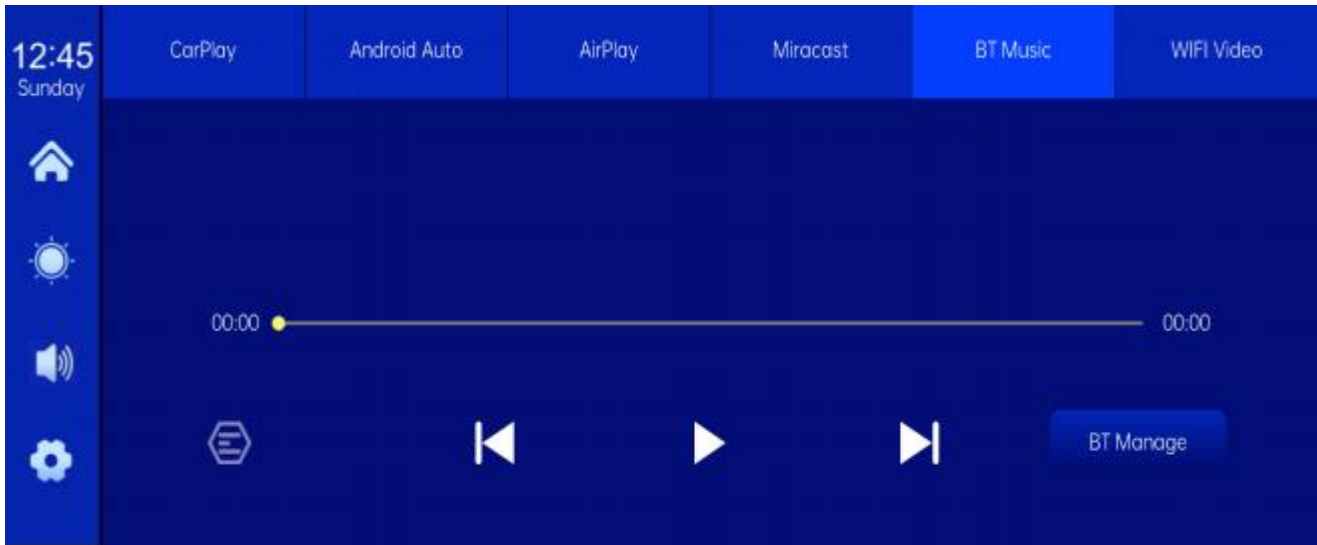 12:45
Sunday
CarPlay
Android Auto
AirPlay
Miracast
BT Music
WIFI Video
00:00
00:00
BT Manage